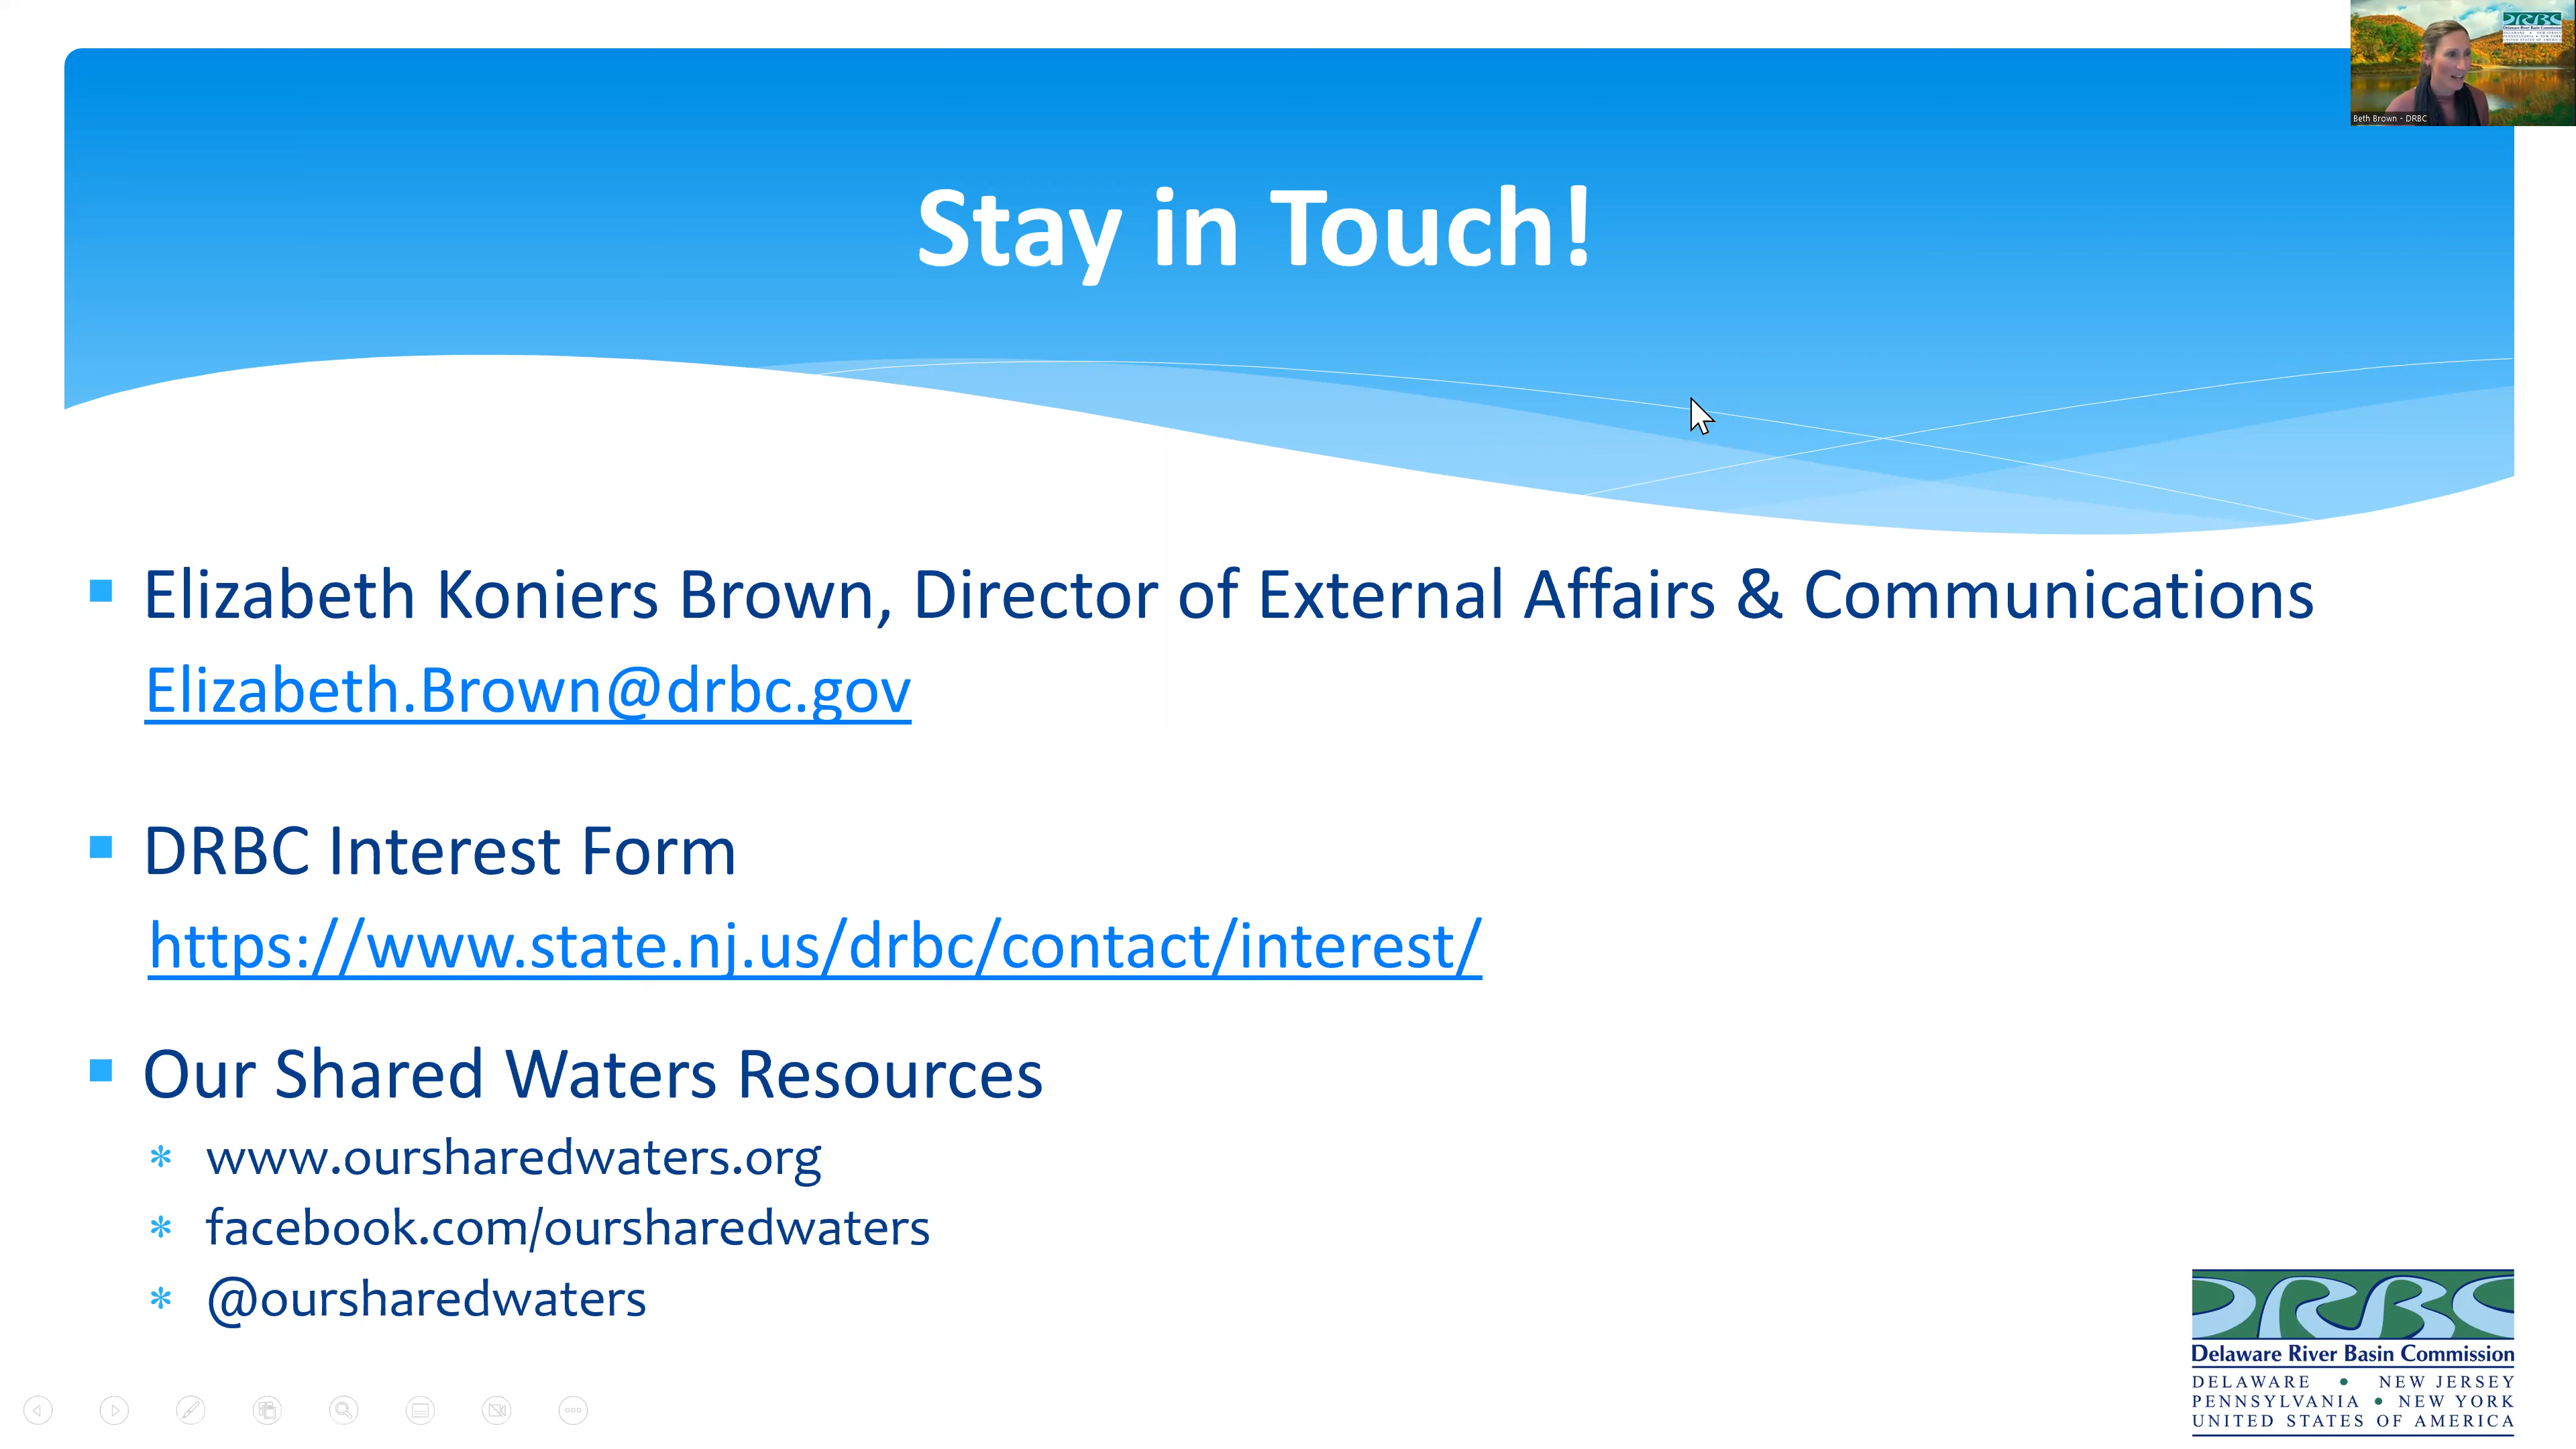 Stay in Touch!
Beth Brown - DRBC
Elizabeth Koniers Brown, Director of External Affairs & Communications
Elizabeth.Brown@drbc.gov
DRBC Interest Form
https://www.state.nj.us/drbc/contact/interest/
Our Shared Waters Resources
www.oursharedwaters.org
facebook.com/oursharedwaters
@oursharedwaters
DRBC
Delaware River Basin Commission
DELAWARE • NEW JERSEY
PENNSYLVANIA • NEW YORK
UNITED STATES OF AMERICA